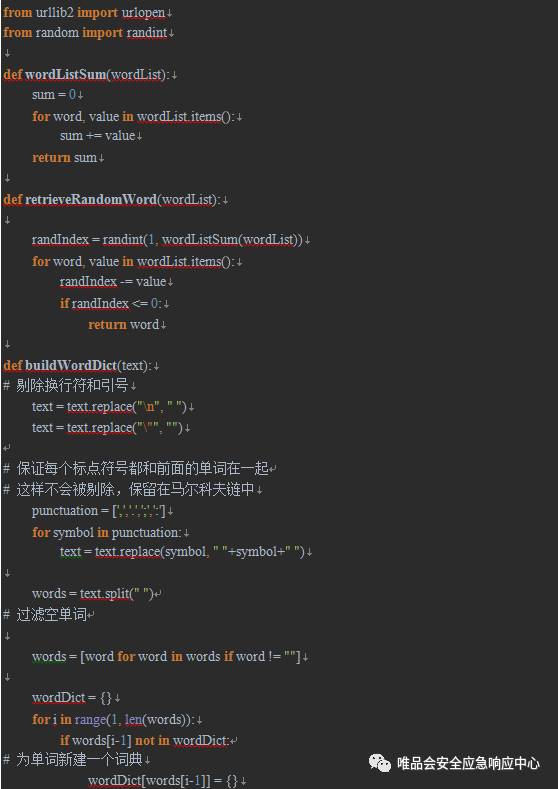 from urllib2 import urlopen↓
from random import randint↓
↓
def wordListSum(wordList):↓
sum = 0↓
for word, value in wordList.items():↓
sum += value↓
return sum↓
↓
def retrieveRandomWord(wordList):↓
↓
randIndex = randint(1, wordListSum(wordList))↓
for word, value in wordList.items():↓
randIndex -= value↓
if randIndex <= 0:↓
return word↓
↓
def buildWordDict(text):↓
# 剔除换行符和引号↓
text = text.replace("\n", " ")↓
text = text.replace("\"", "")↓
↵
# 保证每个标点符号都和前面的单词在一起↵
# 这样不会被剔除，保留在马尔科夫链中↓
punctuation = [',','.',';',':']↓
for symbol in punctuation:↓
text = text.replace(symbol, " "+symbol+" ")↓
↓
words = text.split(" ")↵
# 过滤空单词↵
↓
words = [word for word in words if word != ""]↓
↓
wordDict = {}↓
for i in range(1, len(words)):↓
if words[i-1] not in wordDict:↵
# 为单词新建一个词典↓
wordDict[words[i-1]] = {}↓
唯品会安全应急响应中心